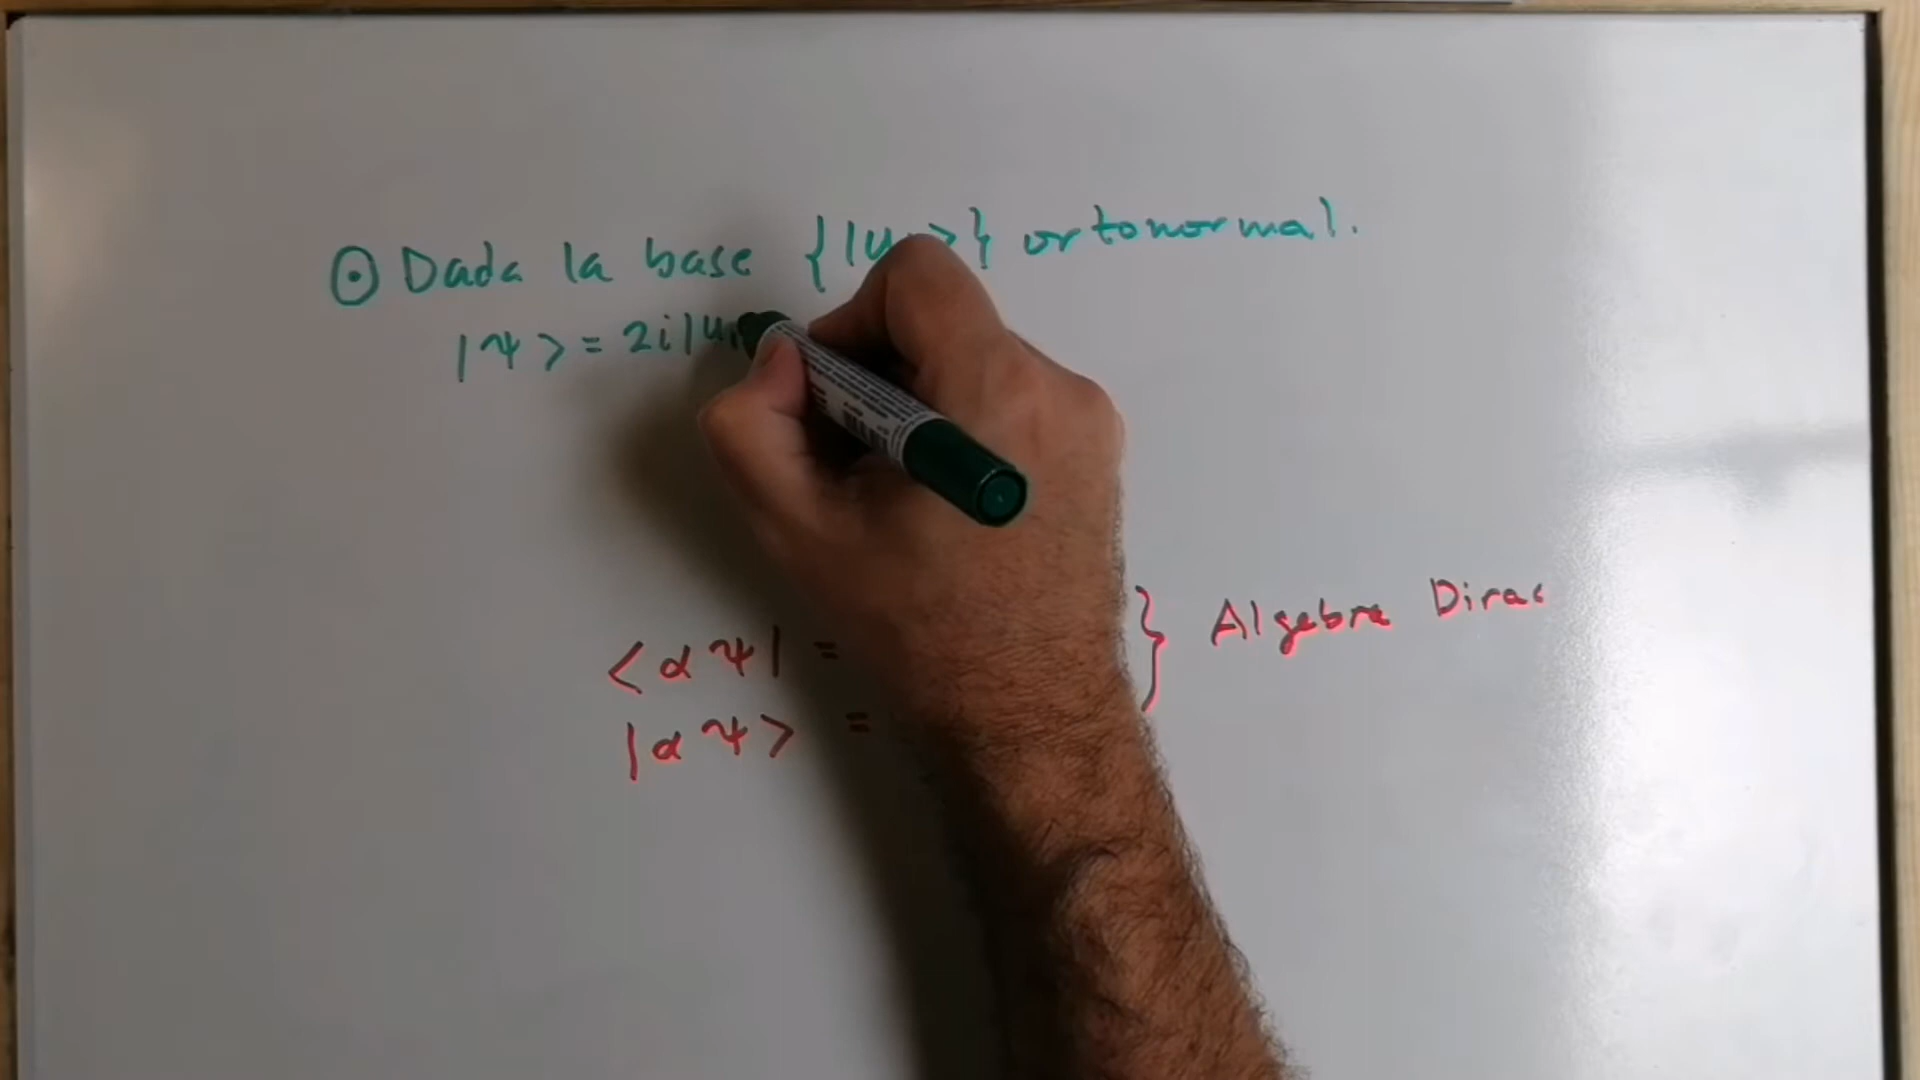 ⊙ Dada la base {|u >} ortonormal.
|ψ> = 2i|u
<αψ| =
} Algebra Dirac
|αψ> =